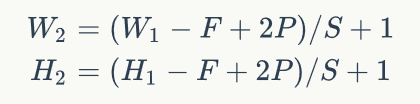 W₂ = (W₁ − F + 2P)/S + 1
H₂ = (H₁ − F + 2P)/S + 1